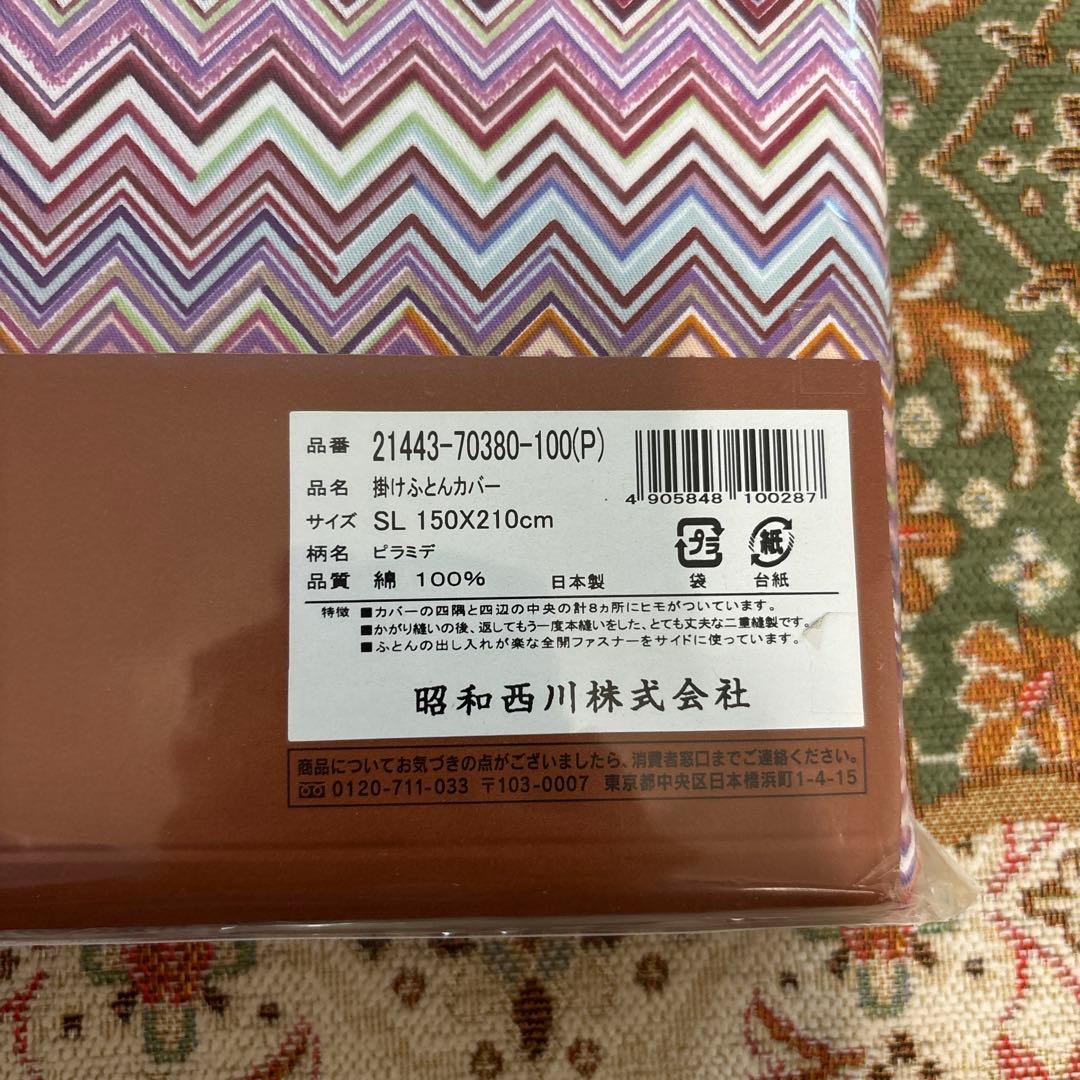 品番 21443-70380-100(P)
4 905848 100287
品名 掛けふとんカバー
サイズ SL 150X210cm
柄名 ピラミデ
品質 綿 100% 日本製
プラ 袋
紙 台紙
特徴 ■カバーの四隅と四辺の中央の計8ヵ所にヒモがついています。
■かがり縫いの後、返してもう一度本縫いをした、とても丈夫な二重縫製です。
■ふとんの出し入れが楽な全開ファスナーをサイドに使っています。
昭和西川株式会社
商品についてお気づきの点がございましたら、消費者窓口までご連絡ください。
0120-711-033 〒103-0007 東京都中央区日本橋浜町1-4-15